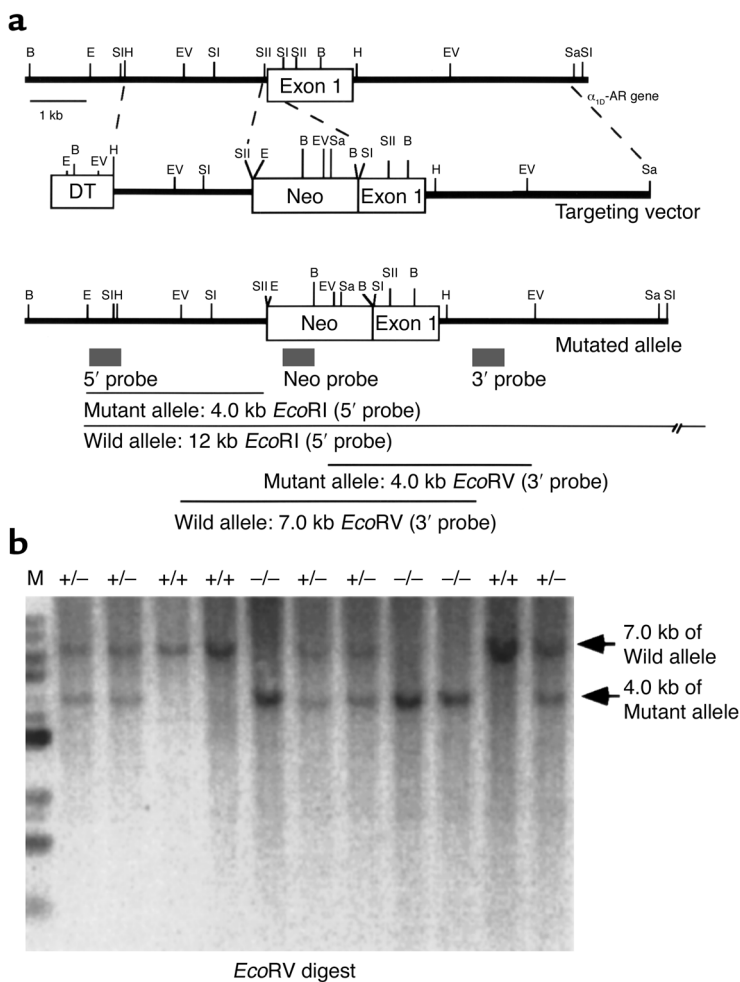 a
B E SIH EV SI SII SI SII B H EV SaSI
Exon 1
1 kb
α1D-AR gene
E B EV H EV SI SII E B EVSa B SI SII B H EV Sa
DT Neo Exon 1
Targeting vector
B E SIH EV SI SII E B EV Sa B SI SII B H EV Sa SI
Neo Exon 1
Mutated allele
5′ probe Neo probe 3′ probe
Mutant allele: 4.0 kb EcoRI (5′ probe)
Wild allele: 12 kb EcoRI (5′ probe)
Mutant allele: 4.0 kb EcoRV (3′ probe)
Wild allele: 7.0 kb EcoRV (3′ probe)
b
M +/– +/– +/+ +/+ –/– +/– +/– –/– –/– +/+ +/–
7.0 kb of
Wild allele
4.0 kb of
Mutant allele
EcoRV digest